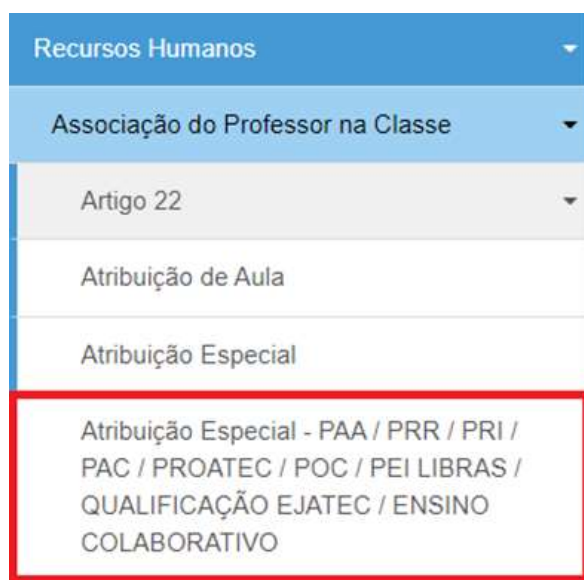 Recursos Humanos
Associação do Professor na Classe
Artigo 22
Atribuição de Aula
Atribuição Especial
Atribuição Especial - PAA / PRR / PRI /
PAC / PROATEC / POC / PEI LIBRAS /
QUALIFICAÇÃO EJATEC / ENSINO
COLABORATIVO